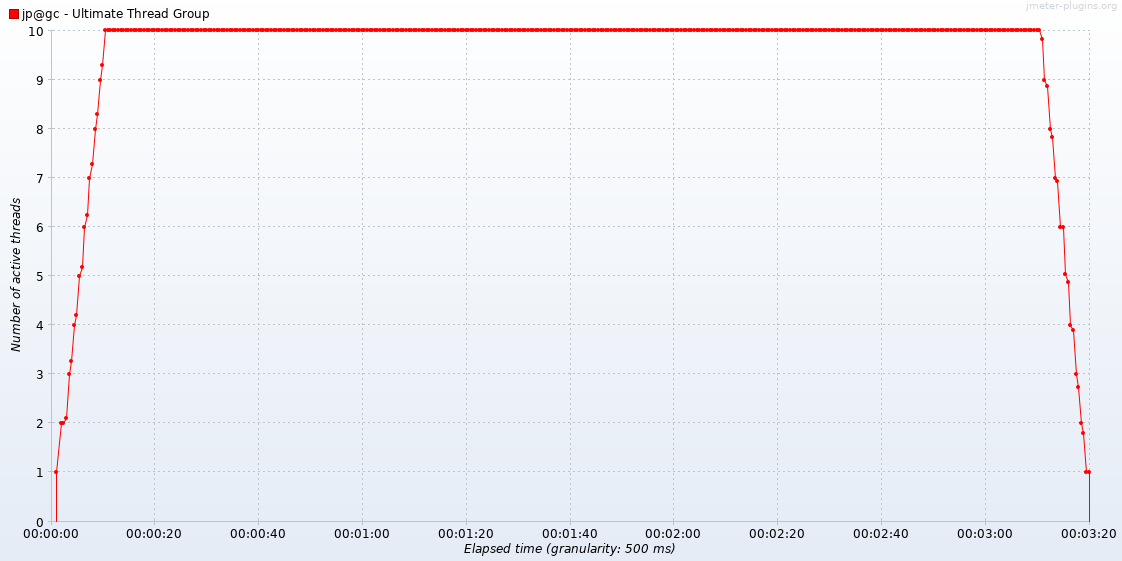 jmeter-plugins.org
jp@gc - Ultimate Thread Group
10
9
8
7
6
5
4
3
2
1
0
Number of active threads
00:00:00 00:00:20 00:00:40 00:01:00 00:01:20 00:01:40 00:02:00 00:02:20 00:02:40 00:03:00 00:03:20
Elapsed time (granularity: 500 ms)